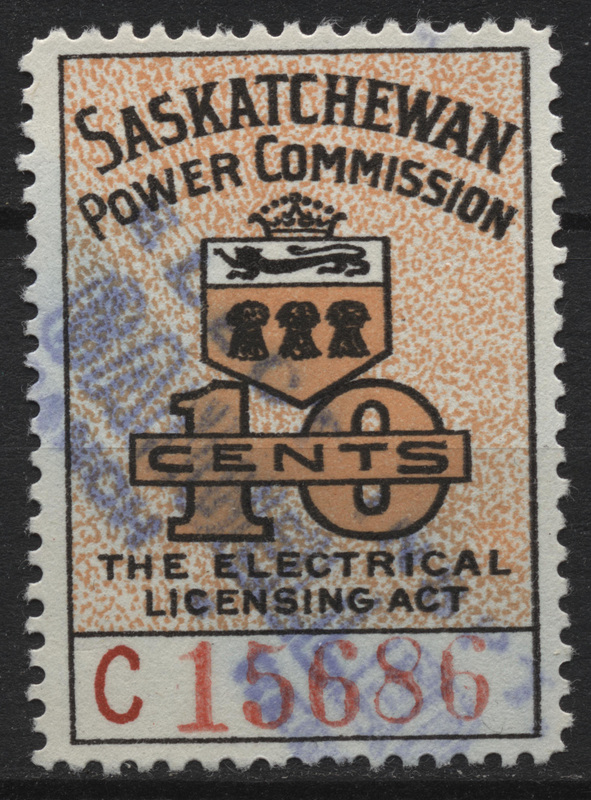 SASKATCHEWAN
POWER COMMISSION
10
CENTS
THE ELECTRICAL
LICENSING ACT
C 15686